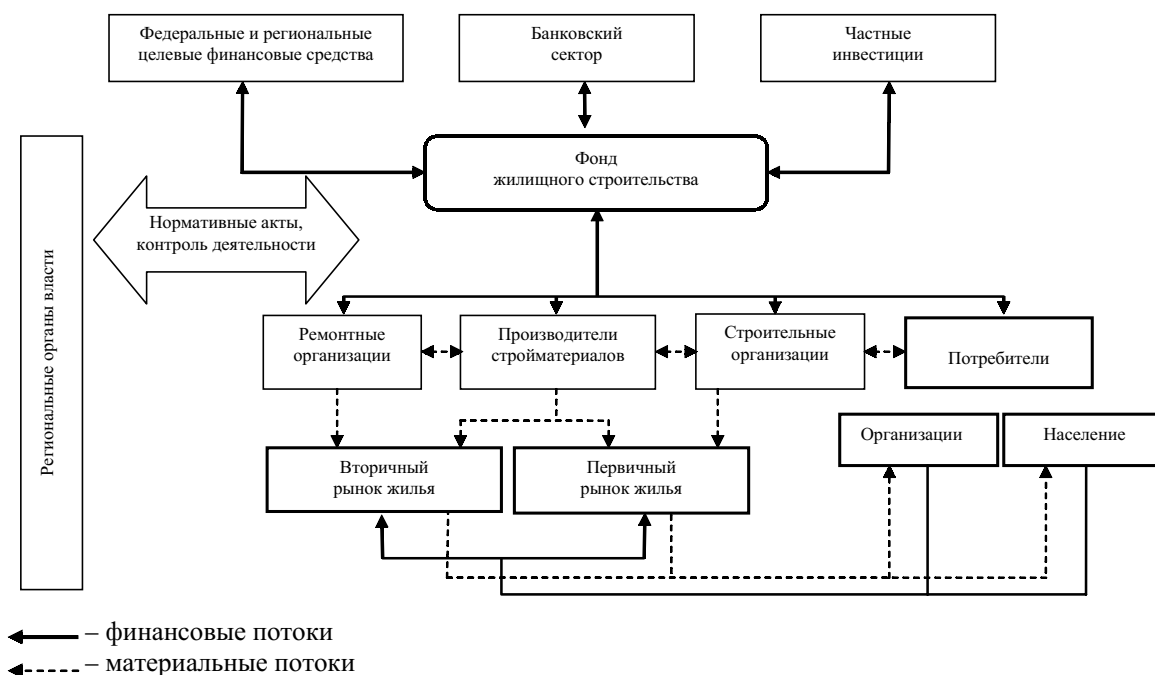 Федеральные и региональные
целевые финансовые средства
Банковский
сектор
Частные
инвестиции
Фонд
жилищного строительства
Региональные органы власти
Нормативные акты,
контроль деятельности
Ремонтные
организации
Производители
стройматериалов
Строительные
организации
Потребители
Организации
Население
Вторичный
рынок жилья
Первичный
рынок жилья
– финансовые потоки
– материальные потоки